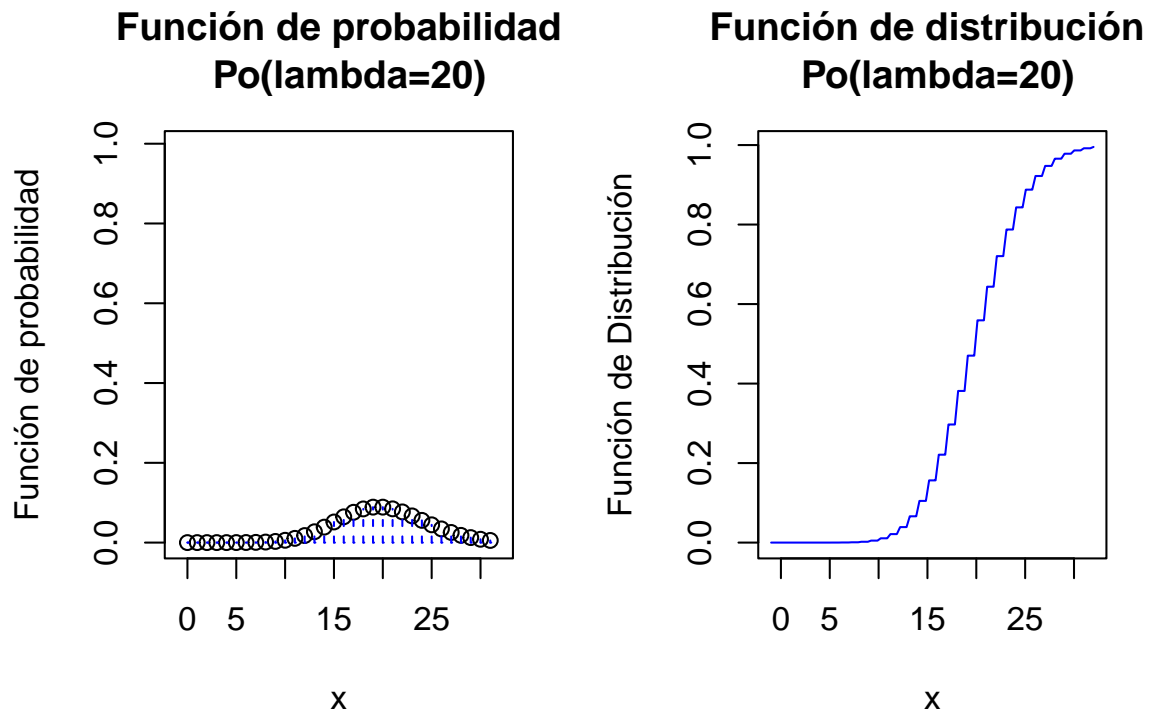 Función de probabilidad
Po(lambda=20)
Función de probabilidad
1.0
0.8
0.6
0.4
0.2
0.0
0 5 15 25
x
Función de distribución
Po(lambda=20)
Función de Distribución
1.0
0.8
0.6
0.4
0.2
0.0
0 5 15 25
x